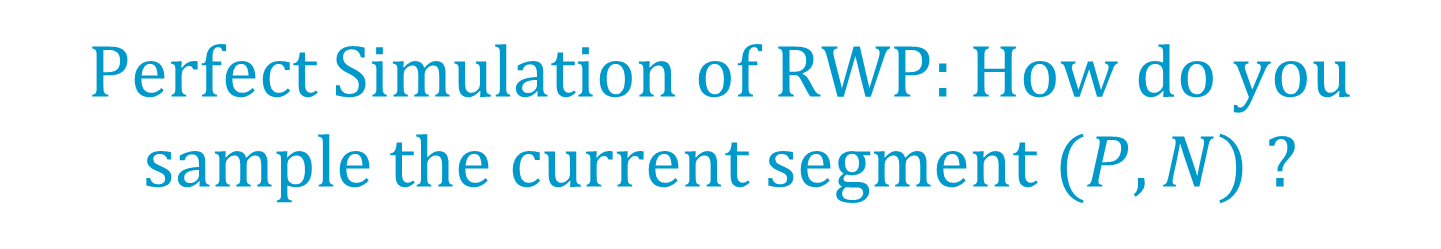 Perfect Simulation of RWP: How do you
sample the current segment (P, N) ?